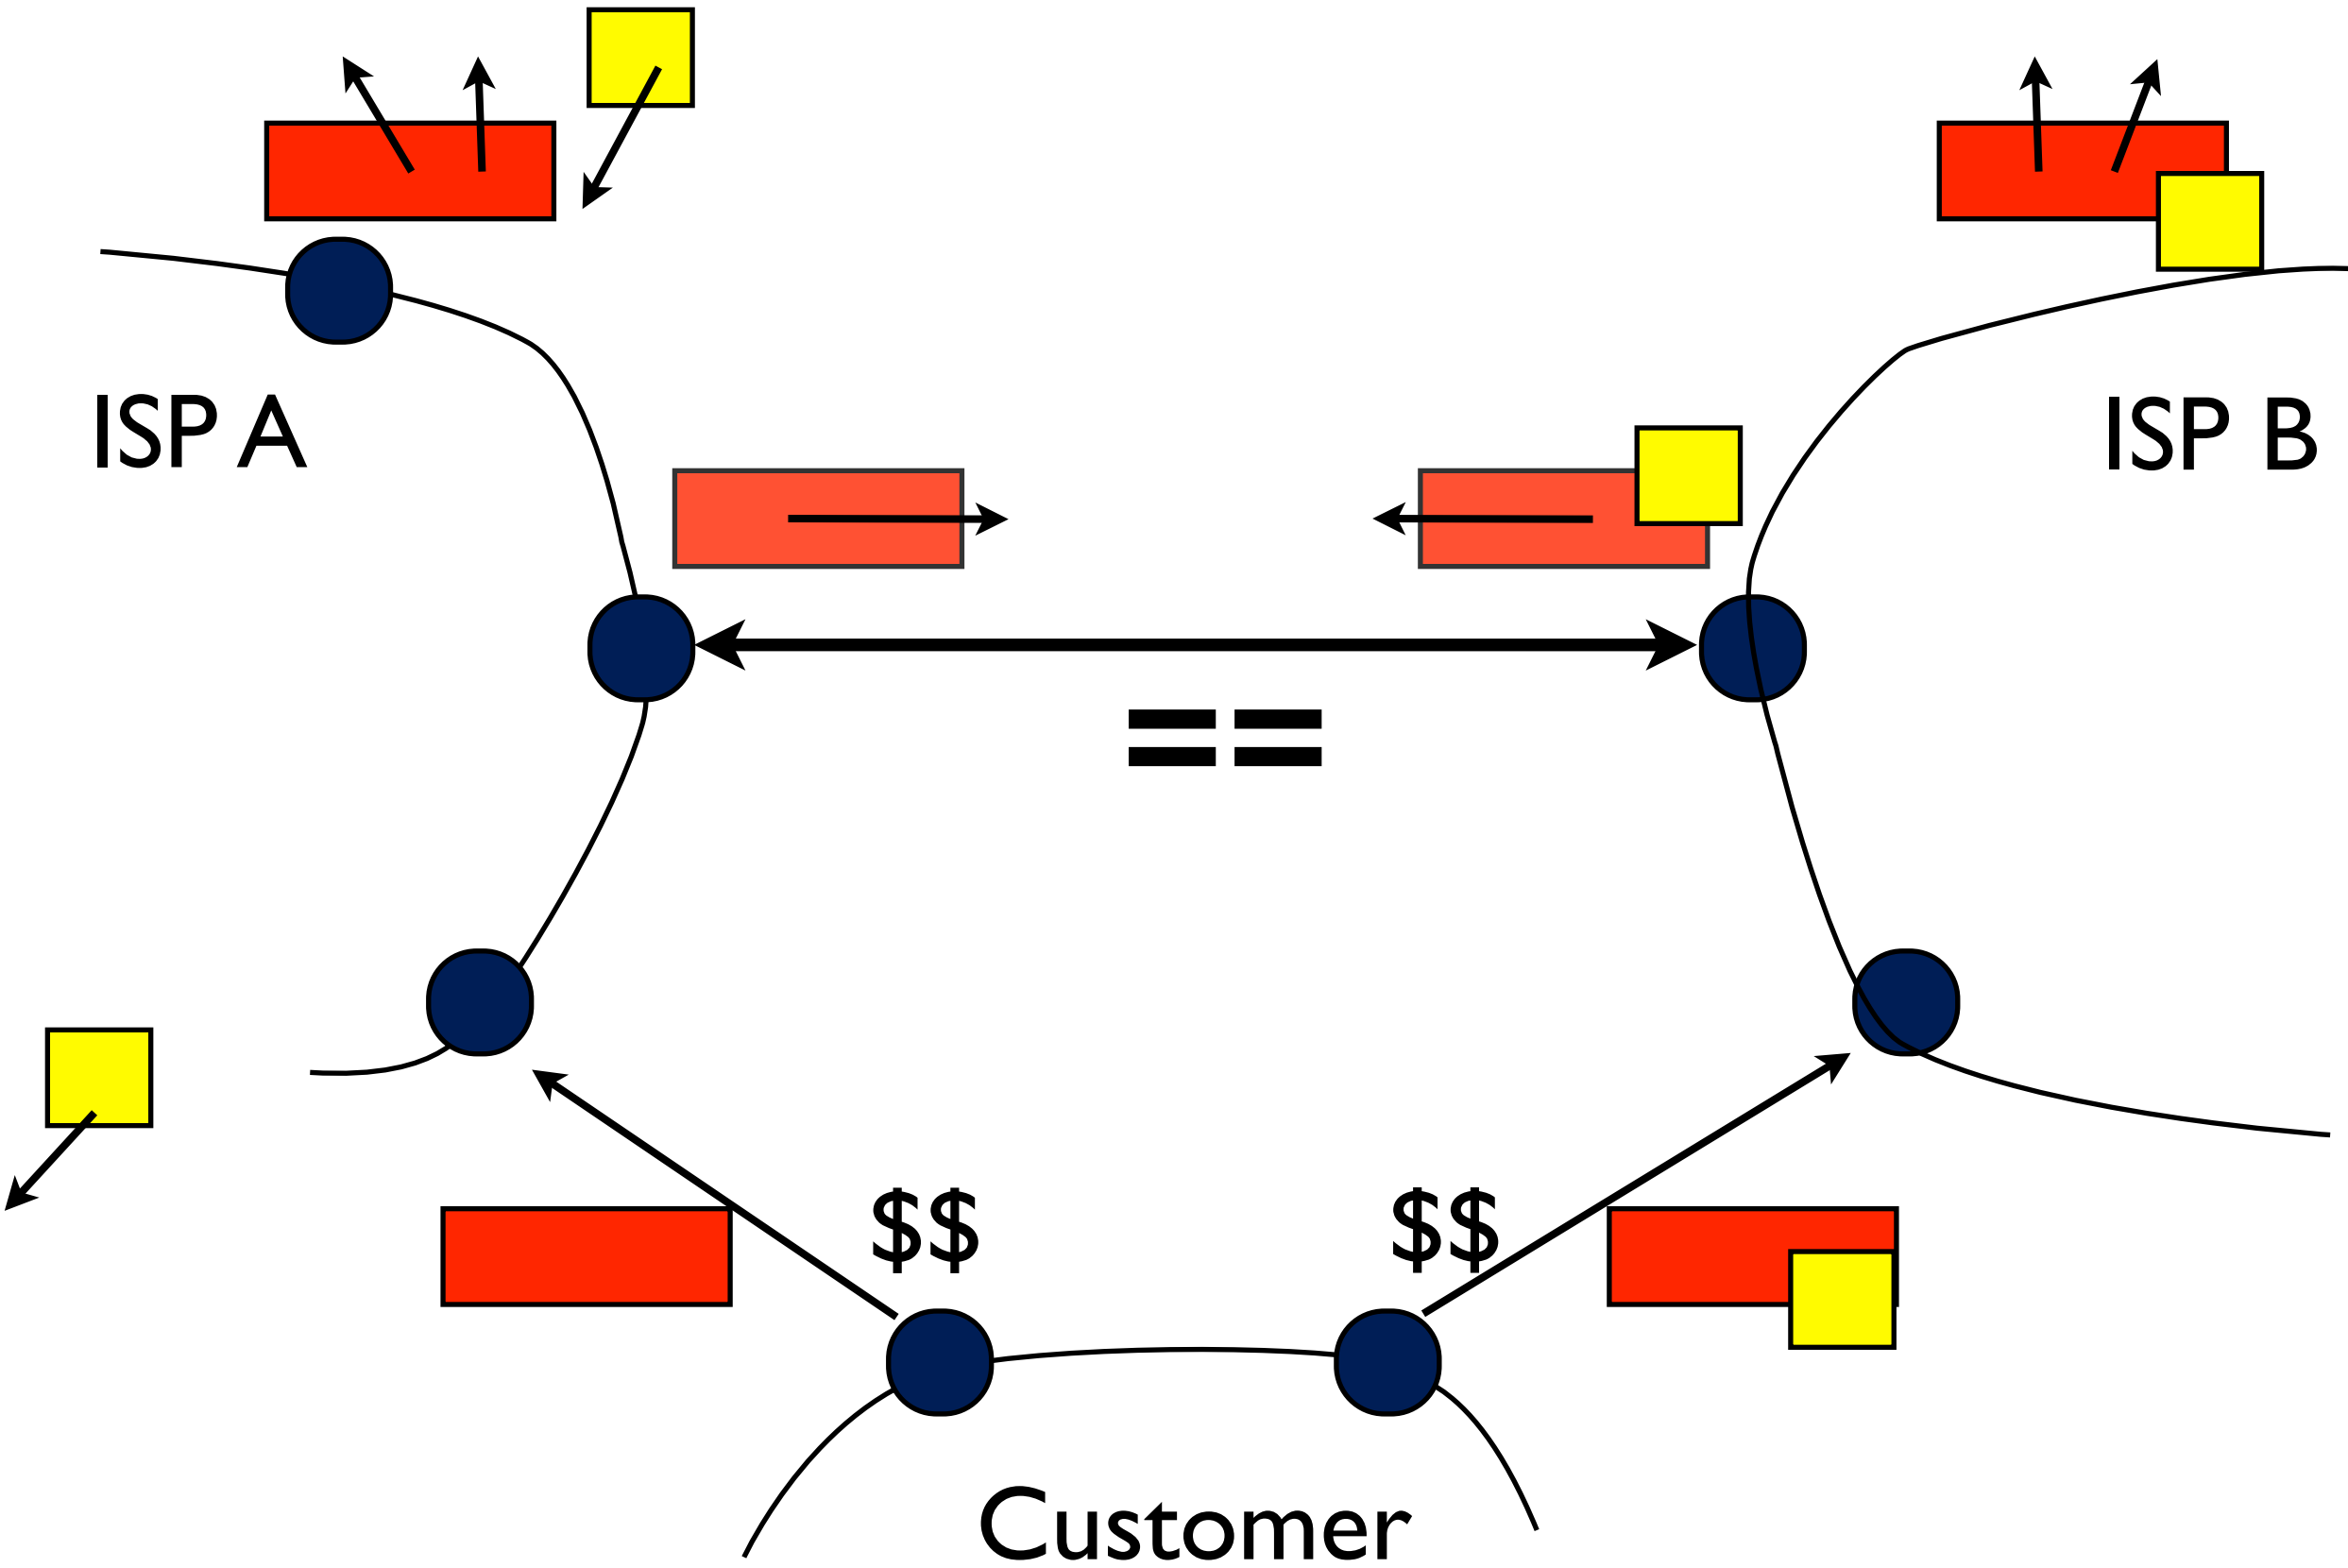 ISP A
ISP B
==
$$
$$
Customer